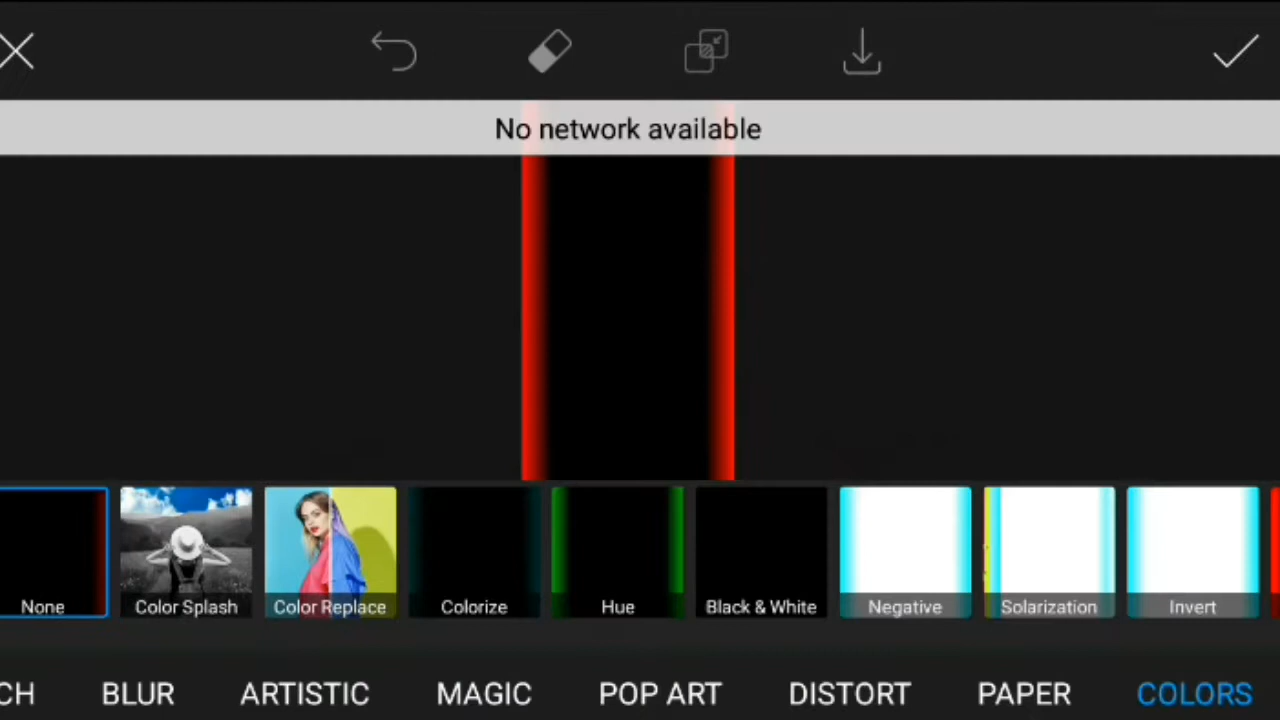 No network available
None
Color Splash
Color Replace
Colorize
Hue
Black & White
Negative
Solarization
Invert
CH BLUR ARTISTIC MAGIC POP ART DISTORT PAPER COLORS